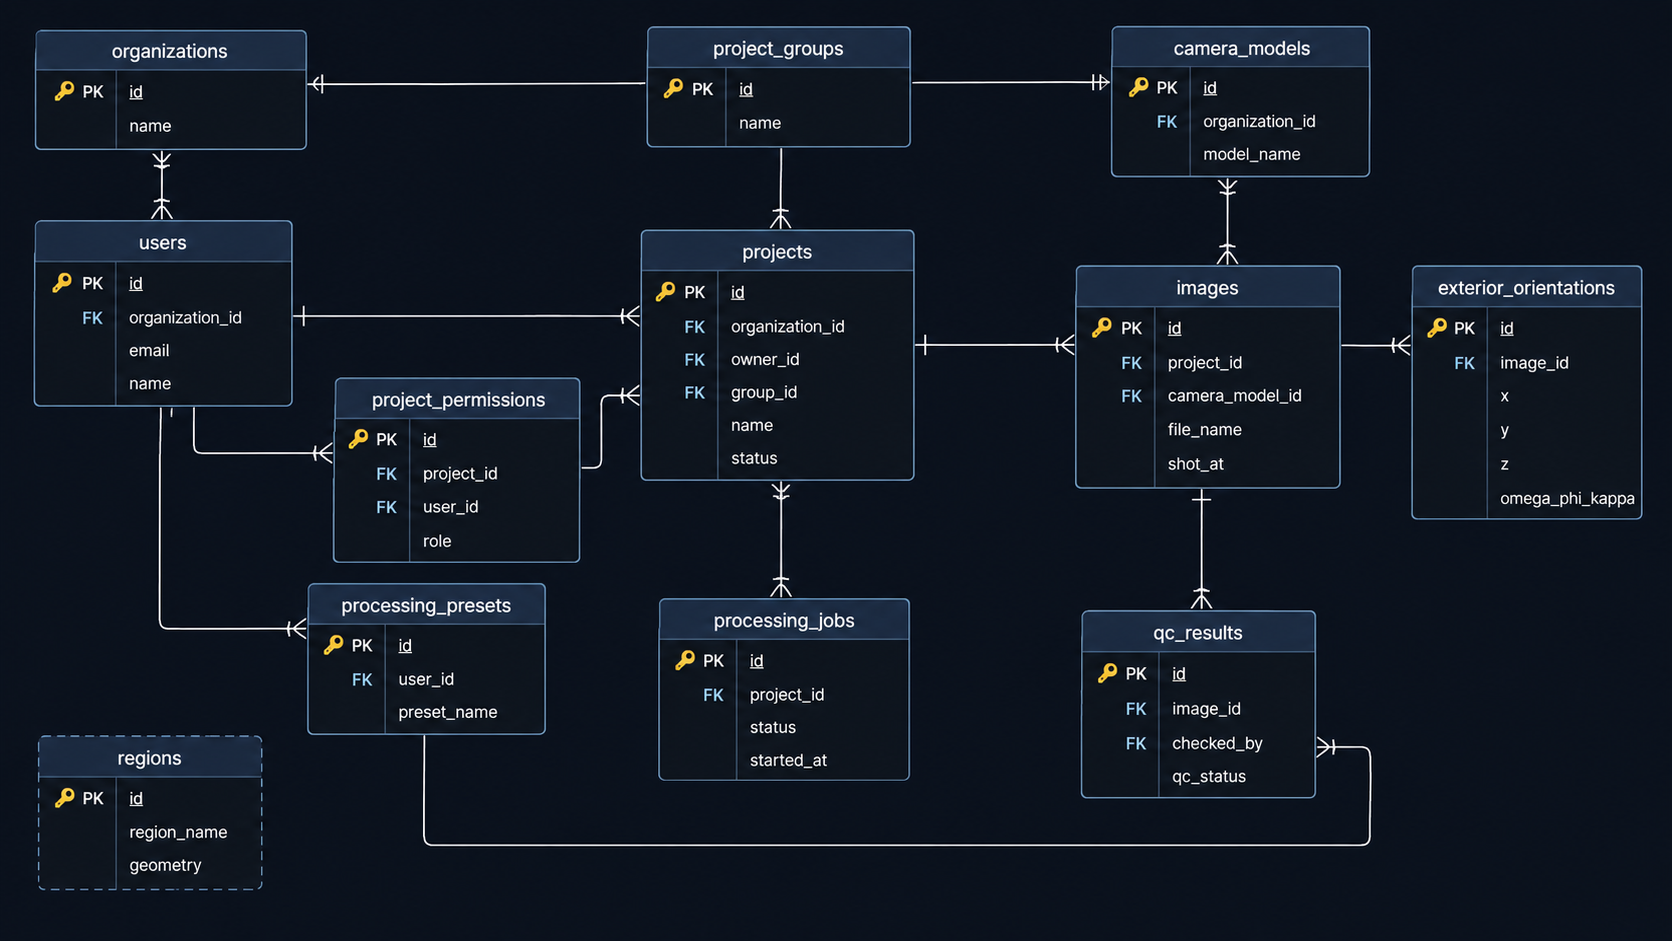 organizations
PK id
name
project_groups
PK id
name
camera_models
PK id
FK organization_id
model_name
users
PK id
FK organization_id
email
name
projects
PK id
FK organization_id
FK owner_id
FK group_id
name
status
images
PK id
FK project_id
FK camera_model_id
file_name
shot_at
exterior_orientations
PK id
FK image_id
x
y
z
omega_phi_kappa
project_permissions
PK id
FK project_id
FK user_id
role
processing_presets
PK id
FK user_id
preset_name
processing_jobs
PK id
FK project_id
status
started_at
qc_results
PK id
FK image_id
FK checked_by
qc_status
regions
PK id
region_name
geometry